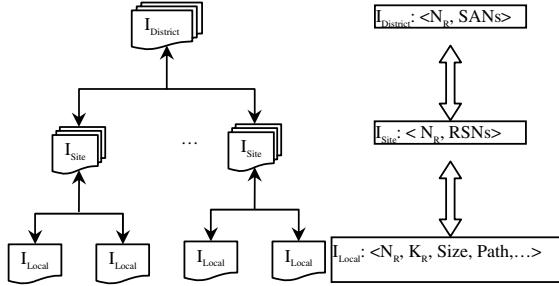 I_District
I_District: <N_R, SANs>
I_Site
...
I_Site
I_Site: < N_R, RSNs>
I_Local
I_Local
I_Local
I_Local
I_Local: <N_R, K_R, Size, Path,...>